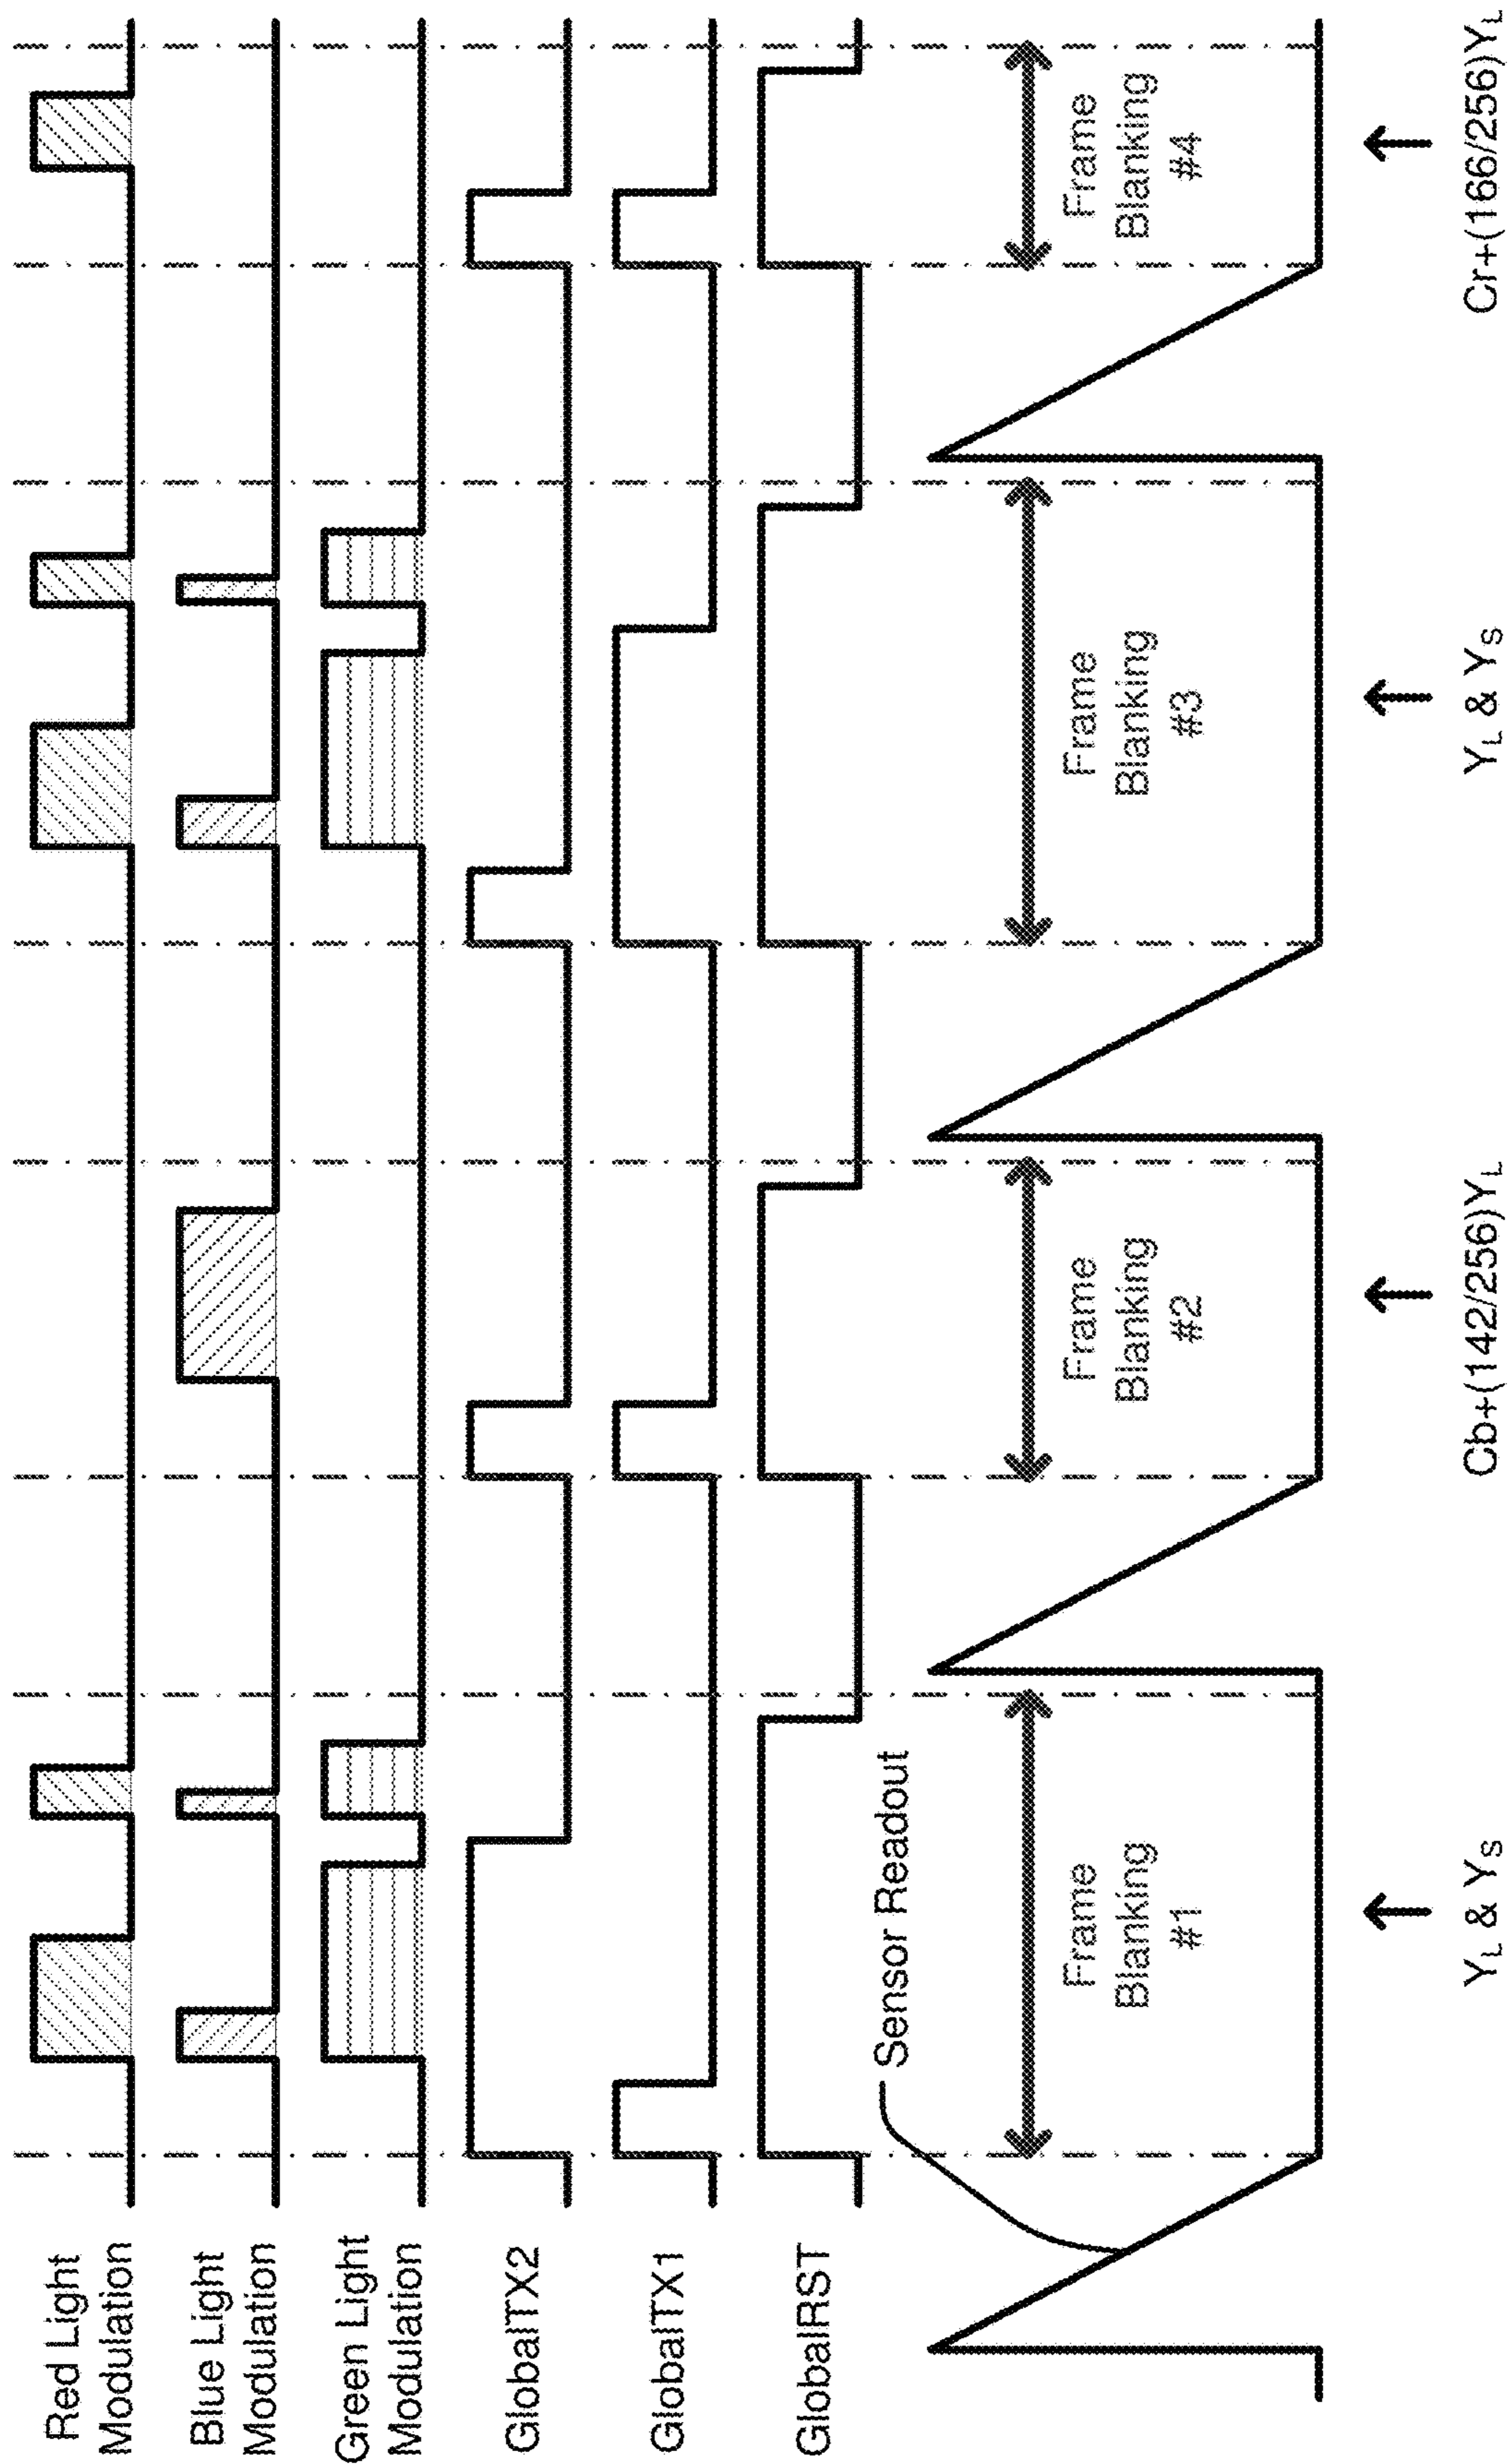 Red Light
Modulation
Blue Light
Modulation
Green Light
Modulation
GlobalTX2
GlobalTX1
GlobalRST
Sensor Readout
Frame
Blanking
#1
Frame
Blanking
#2
Frame
Blanking
#3
Frame
Blanking
#4
YL & YS
Cb+(142/256)YL
YL & YS
Cr+(166/256)YL